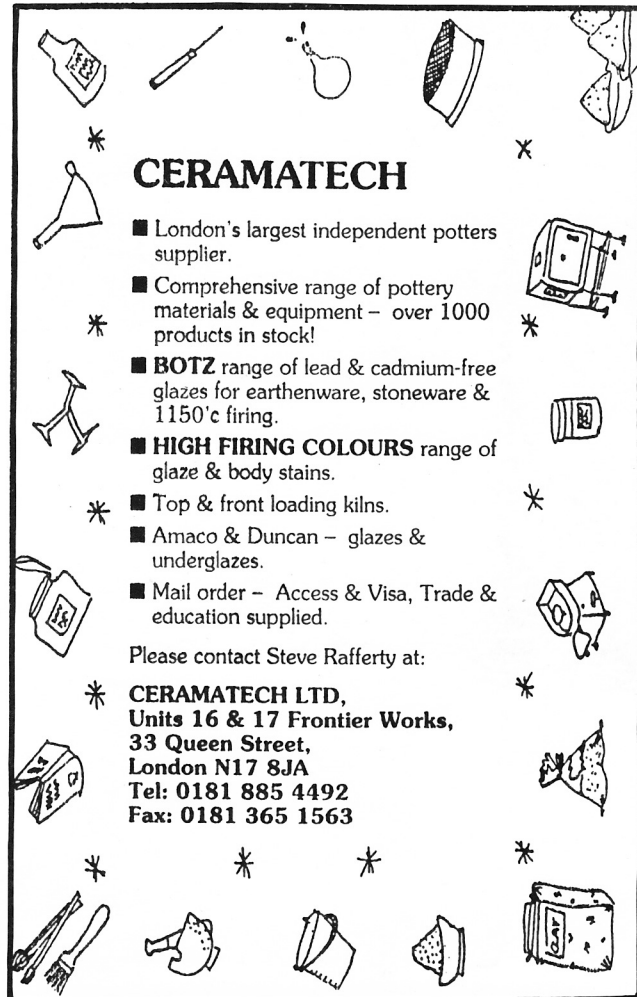 CERAMATECH
■ London's largest independent potters
supplier.
■ Comprehensive range of pottery
materials & equipment – over 1000
products in stock!
■ BOTZ range of lead & cadmium-free
glazes for earthenware, stoneware &
1150'c firing.
■ HIGH FIRING COLOURS range of
glaze & body stains.
■ Top & front loading kilns.
■ Amaco & Duncan – glazes &
underglazes.
■ Mail order – Access & Visa, Trade &
education supplied.
Please contact Steve Rafferty at:
CERAMATECH LTD,
Units 16 & 17 Frontier Works,
33 Queen Street,
London N17 8JA
Tel: 0181 885 4492
Fax: 0181 365 1563
CLAY